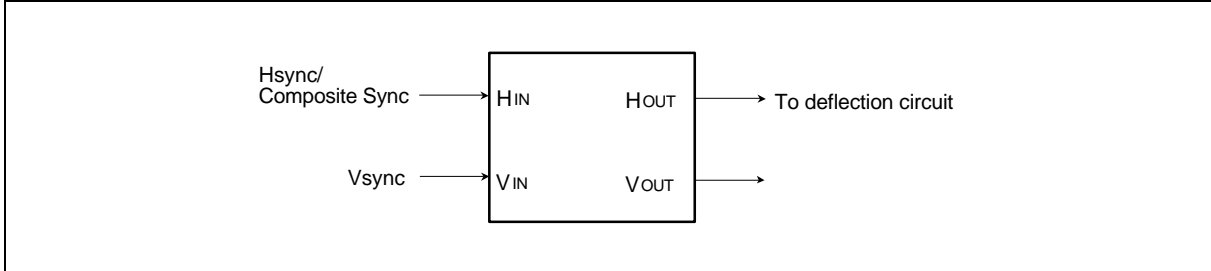 Hsync/
Composite Sync
HIN
HOUT
To deflection circuit
Vsync
VIN
VOUT